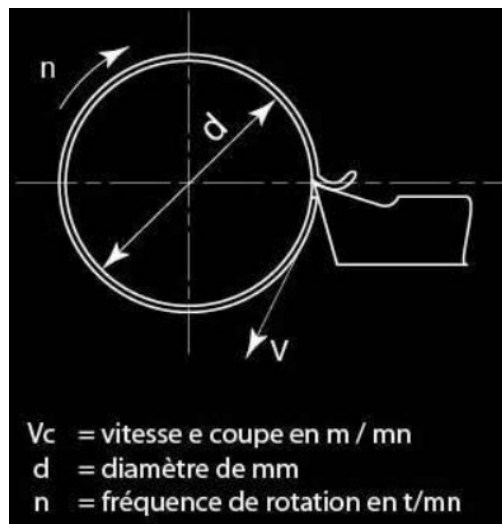 n
d
V
Vc = vitesse e coupe en m / mn
d = diamètre de mm
n = fréquence de rotation en t/mn